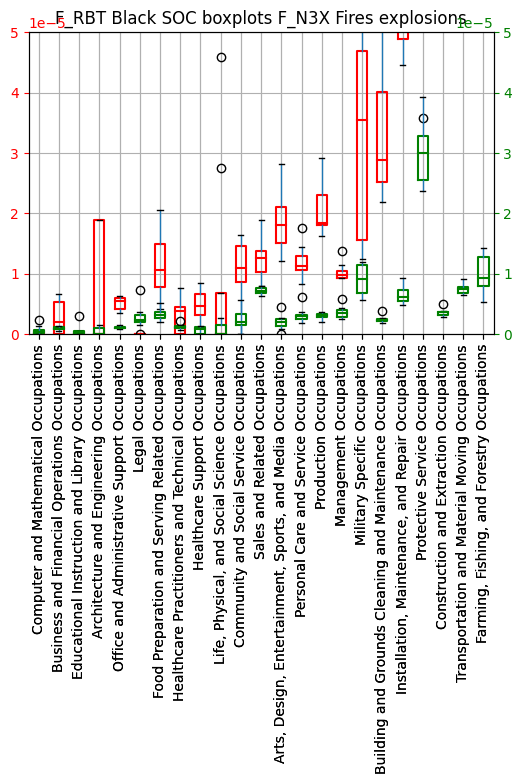 F_RBT Black SOC boxplots F_N3X Fires explosions
1e−5
1e−5
5
4
3
2
1
0
5
4
3
2
1
0
Computer and Mathematical Occupations
Business and Financial Operations Occupations
Educational Instruction and Library Occupations
Architecture and Engineering Occupations
Office and Administrative Support Occupations
Legal Occupations
Food Preparation and Serving Related Occupations
Healthcare Practitioners and Technical Occupations
Healthcare Support Occupations
Life, Physical, and Social Science Occupations
Community and Social Service Occupations
Sales and Related Occupations
Arts, Design, Entertainment, Sports, and Media Occupations
Personal Care and Service Occupations
Production Occupations
Management Occupations
Military Specific Occupations
Building and Grounds Cleaning and Maintenance Occupations
Installation, Maintenance, and Repair Occupations
Protective Service Occupations
Construction and Extraction Occupations
Transportation and Material Moving Occupations
Farming, Fishing, and Forestry Occupations